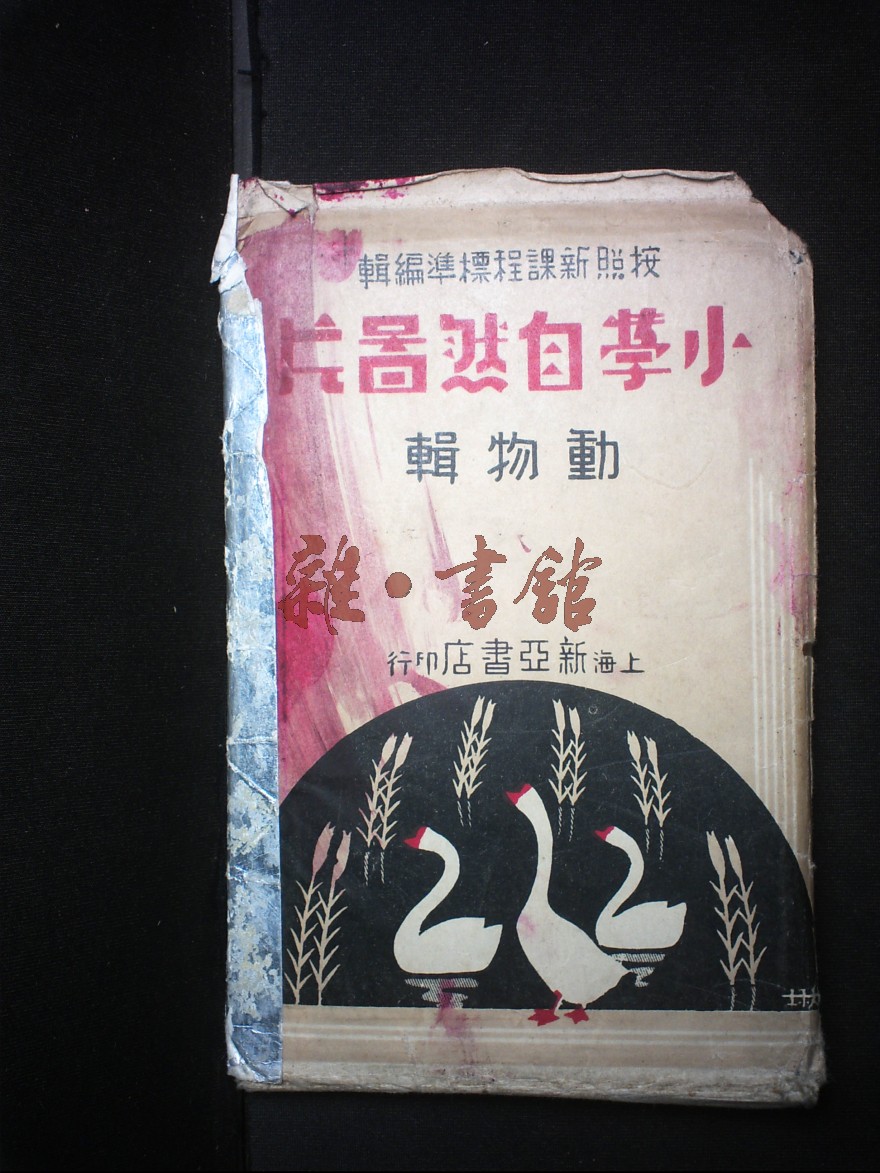 按照新課程標準編輯
小學自然圖片
動物輯
雜·書館
上海新亞書店印行